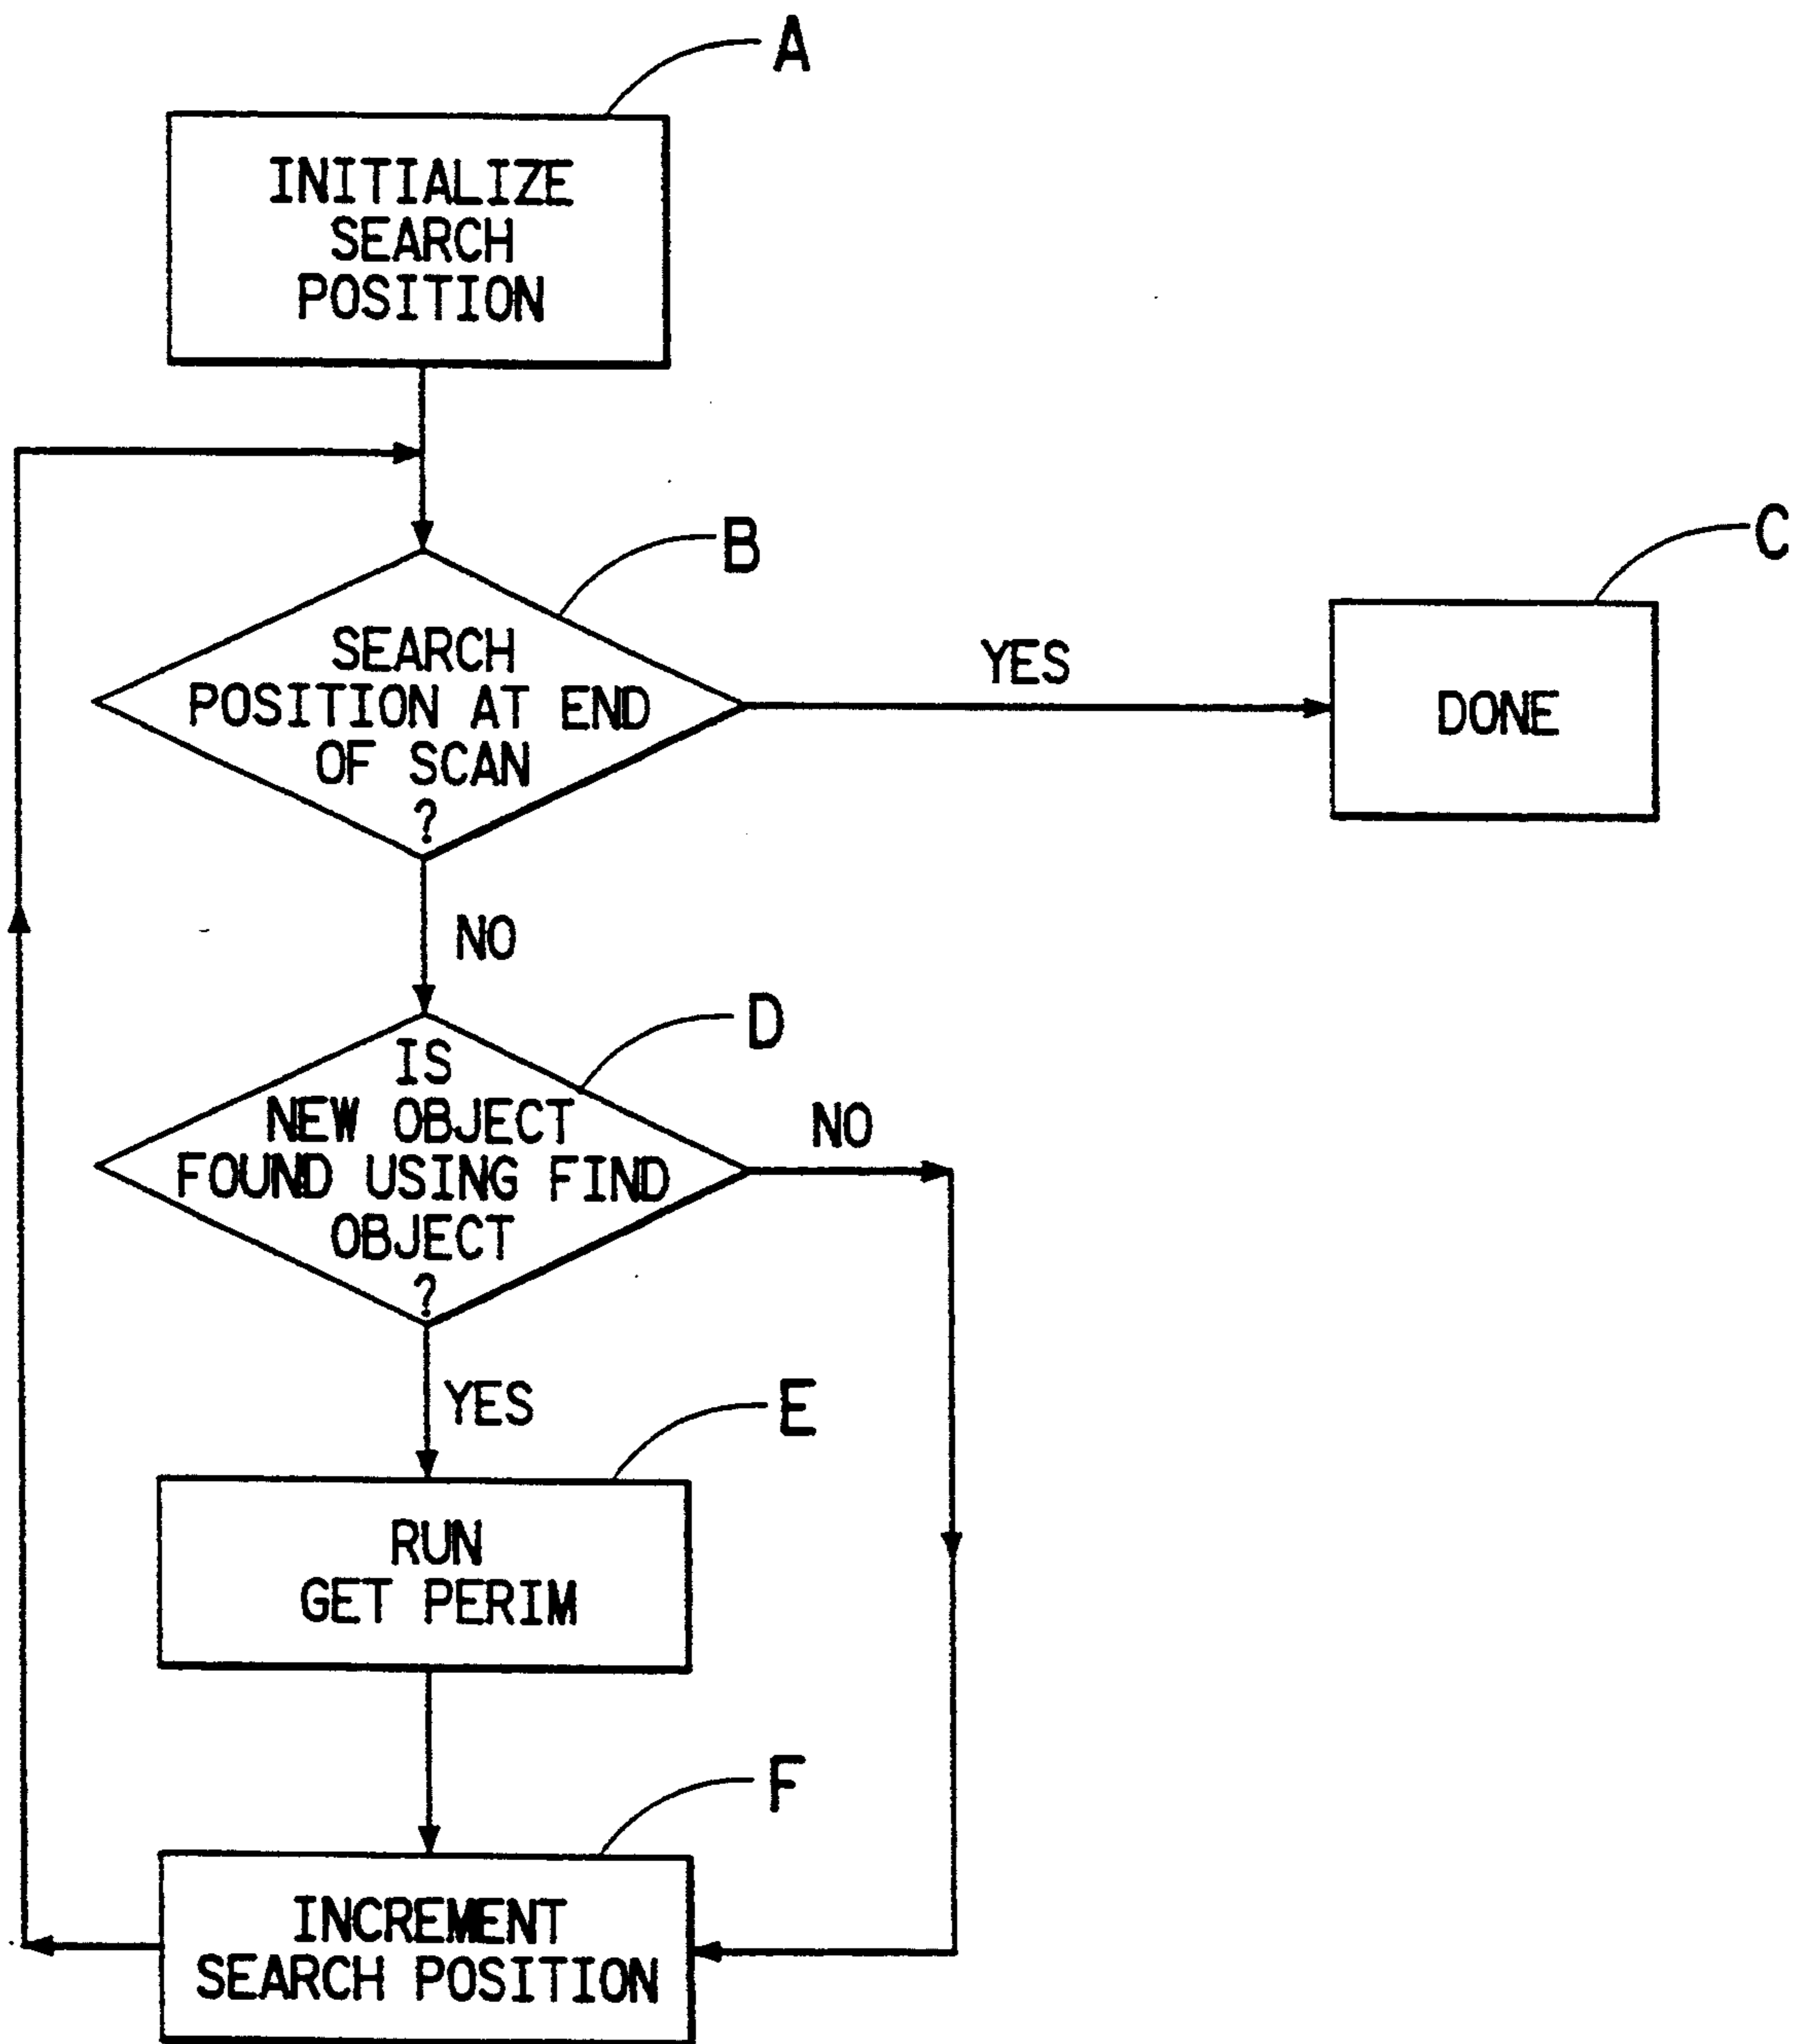 A
INITIALIZE
SEARCH
POSITION
B
SEARCH
POSITION AT END
OF SCAN
?
YES
C
DONE
NO
D
IS
NEW OBJECT
FOUND USING FIND
OBJECT
?
NO
YES
E
RUN
GET PERIM
F
INCREMENT
SEARCH POSITION